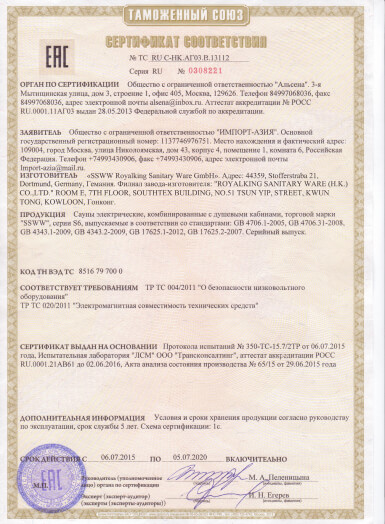 ТАМОЖЕННЫЙ СОЮЗ
ЕАС
СЕРТИФИКАТ СООТВЕТСТВИЯ
№ ТС RU C-HK.АГ03.В.13112
Серия RU № 0308221
ОРГАН ПО СЕРТИФИКАЦИИ Общество с ограниченной ответственностью "Альсена". 3-я
Мытищинская улица, дом 3, строение 1, офис 405, Москва, 129626. Телефон 84997068036, факс
84997068036, адрес электронной почты alsena@inbox.ru. Аттестат аккредитации № РОСС
RU.0001.11АГ03 выдан 28.05.2013 Федеральной службой по аккредитации.
ЗАЯВИТЕЛЬ Общество с ограниченной ответственностью "ИМПОРТ-АЗИЯ". Основной
государственный регистрационный номер: 1137746976751. Место нахождения и фактический адрес:
109004, город Москва, улица Николоямская, дом 43, корпус 4, помещение 1, комната 6, Российская
Федерация. Телефон +74993430906, факс +74993430906, адрес электронной почты
Import-azia@mail.ru
ИЗГОТОВИТЕЛЬ «SSWW Royalking Sanitary Ware GmbH». Адрес: 44359, Stoferstraba 21,
Dortmund, Germany, Германия. Филиал завода-изготовителя: "ROYALKING SANITARY WARE (H.K.)
CO.,LTD." ROOM E, 7TH FLOOR, SOUTHTEX BUILDING, NO.51 TSUN YIP, STREET, KWUN
TONG, KOWLOON, Гонконг.
ПРОДУКЦИЯ Сауны электрические, комбинированные с душевыми кабинами, торговой марки
"SSWW", серии S6, выпускаемые в соответствии со стандартами: GB 4706.1-2005, GB 4706.31-2008,
GB 4343.1-2009, GB 4343.2-2009, GB 17625.1-2012, GB 17625.2-2007. Серийный выпуск.
КОД ТН ВЭД ТС 8516 79 700 0
СООТВЕТСТВУЕТ ТРЕБОВАНИЯМ ТР ТС 004/2011 "О безопасности низковольтного
оборудования"
ТР ТС 020/2011 "Электромагнитная совместимость технических средств"
СЕРТИФИКАТ ВЫДАН НА ОСНОВАНИИ Протокола испытаний № 350-ТС-15.7/2ТР от 06.07.2015
года, Испытательная лаборатория "ЛСМ" ООО "Трансконсалтинг", аттестат аккредитации РОСС
RU.0001.21АВ61 до 02.06.2016, Акта анализа состояния производства № 65/15 от 29.06.2015 года
ДОПОЛНИТЕЛЬНАЯ ИНФОРМАЦИЯ Условия и сроки хранения продукции согласно руководству
по эксплуатации, срок службы 5 лет. Схема сертификации: 1с.
СРОК ДЕЙСТВИЯ С 06.07.2015 ПО 05.07.2020 ВКЛЮЧИТЕЛЬНО
М.П.
Руководитель (уполномоченное
лицо) органа по сертификации
М. А. Пеленицына
Эксперт (эксперт-аудитор)
(эксперты (эксперты-аудиторы))
И. Н. Егерев